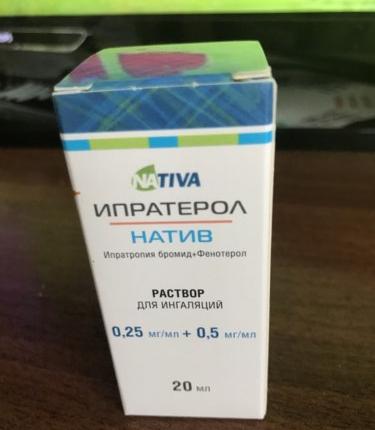 NATIVA
ИПРАТЕРОЛ
НАТИВ
Ипратропия бромид+Фенотерол
РАСТВОР
ДЛЯ ИНГАЛЯЦИЙ
0,25 мг/мл + 0,5 мг/мл
20 мл